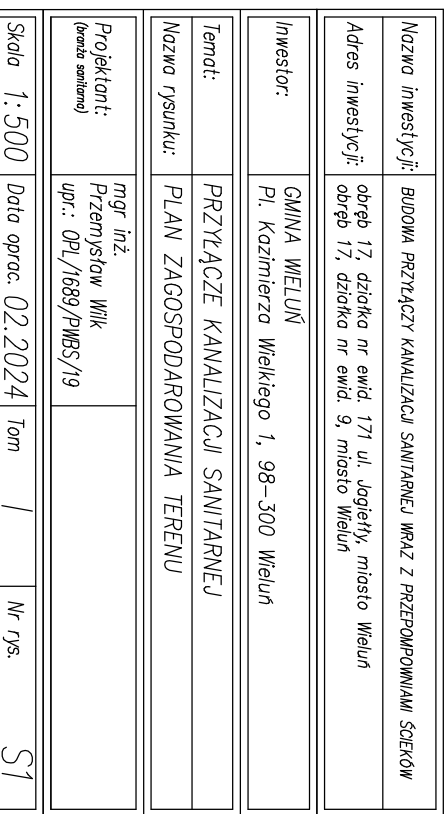 Nazwa inwestycji: BUDOWA PRZYŁĄCZY KANALIZACJI SANITARNEJ WRAZ Z PRZEPOMPOWNIAMI ŚCIEKÓW
Adres inwestycji: obręb 17, działka nr ewid. 171 ul. Jagiełły, miasto Wieluń
obręb 17, działka nr ewid. 9, miasto Wieluń
Inwestor: GMINA WIELUŃ
Pl. Kazimierza Wielkiego 1, 98-300 Wieluń
Temat: PRZYŁĄCZE KANALIZACJI SANITARNEJ
Nazwa rysunku: PLAN ZAGOSPODAROWANIA TERENU
Projektant:
(branża sanitarna)
mgr inż.
Przemysław Wilk
upr.: OPL/1689/PWBS/19
Skala 1:500 Data oprac. 02.2024 Tom / Nr rys. S1